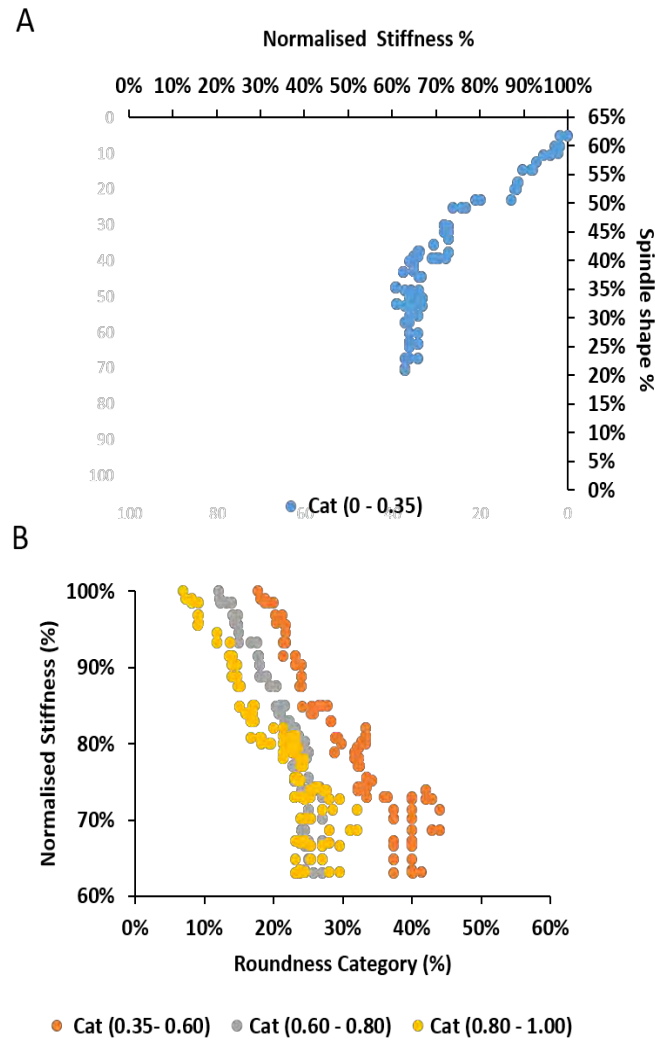 A
Normalised Stiffness %
0% 10% 20% 30% 40% 50% 60% 70% 80% 90% 100%
0
10
20
30
40
50
60
70
80
90
100
65%
60%
55%
50%
45%
40%
35%
30%
25%
20%
15%
10%
5%
0%
Spindle shape %
100 80 60 40 20 0
Cat (0 - 0.35)
B
100%
90%
80%
70%
60%
Normalised Stiffness (%)
0% 10% 20% 30% 40% 50% 60%
Roundness Category (%)
Cat (0.35- 0.60) Cat (0.60 - 0.80) Cat (0.80 - 1.00)